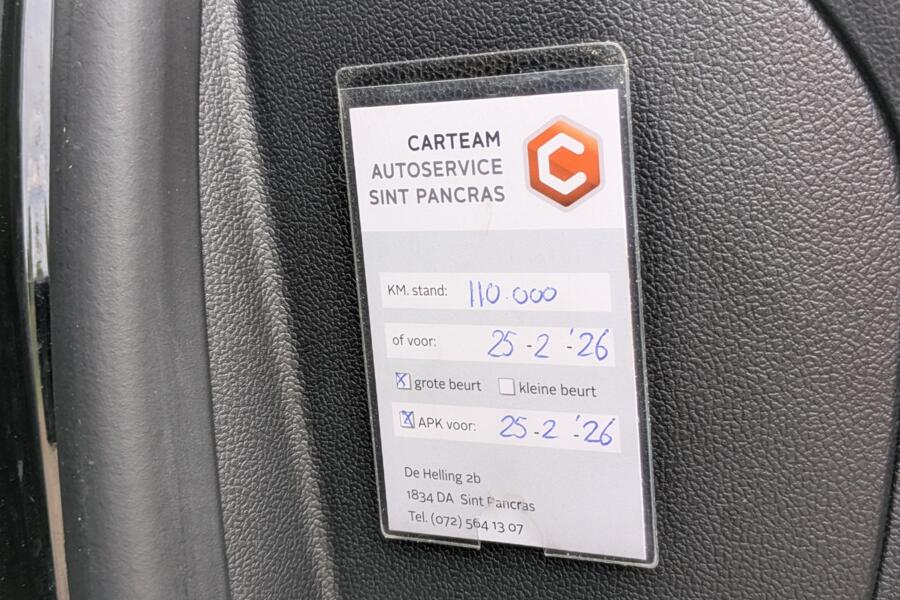 CARTEAM
AUTOSERVICE
SINT PANCRAS
KM. stand: 110.000
of voor: 25-2-'26
grote beurt kleine beurt
APK voor: 25-2-'26
De Helling 2b
1834 DA Sint Pancras
Tel. (072) 564 13 07